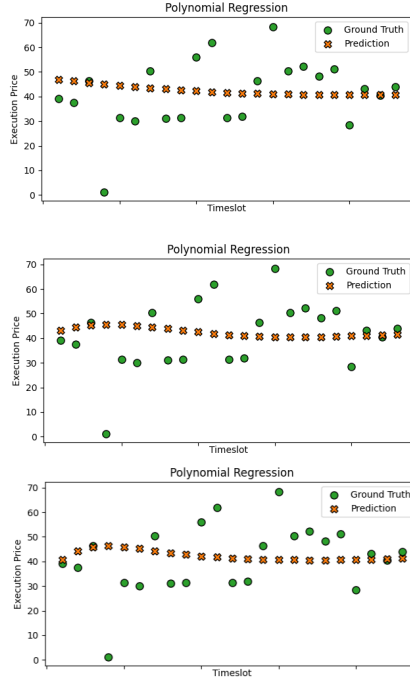 Polynomial Regression
70
60
50
40
30
20
10
0
Execution Price
Timeslot
Ground Truth
Prediction
Polynomial Regression
70
60
50
40
30
20
10
0
Execution Price
Timeslot
Ground Truth
Prediction
Polynomial Regression
70
60
50
40
30
20
10
0
Execution Price
Timeslot
Ground Truth
Prediction